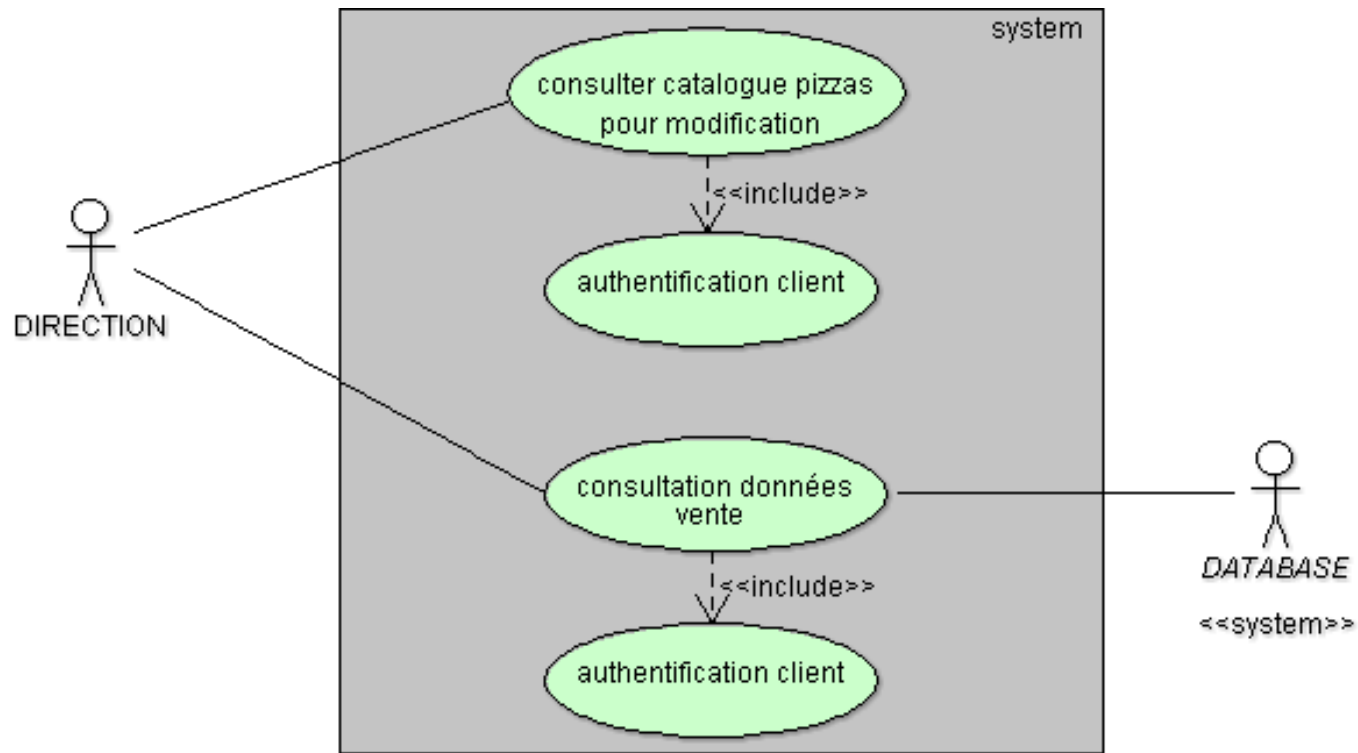 system
consulter catalogue pizzas
pour modification
<<include>>
authentification client
DIRECTION
consultation données
vente
DATABASE
<<include>>
<<system>>
authentification client